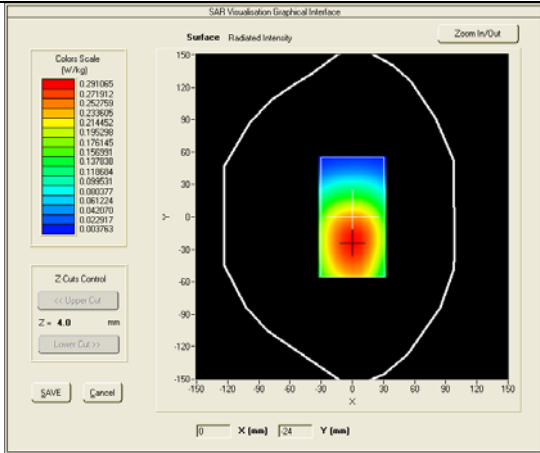 SAR Visualisation Graphical Interface
Surface Radiated Intensity
Zoom In/Out
Colors Scale
(W/kg)
0.291065
0.271912
0.252759
0.233605
0.214452
0.195298
0.176145
0.156991
0.137838
0.118684
0.099531
0.080377
0.061224
0.042070
0.022917
0.003763
150
120
90
60
30
0
-30
-60
-90
-120
-150
Y
-150 -120 -90 -60 -30 0 30 60 90 120 150
X
Z Cuts Control
<< Upper Cut
Z = 4.0 mm
Lower Cut >>
SAVE Cancel
0 X (mm) -24 Y (mm)